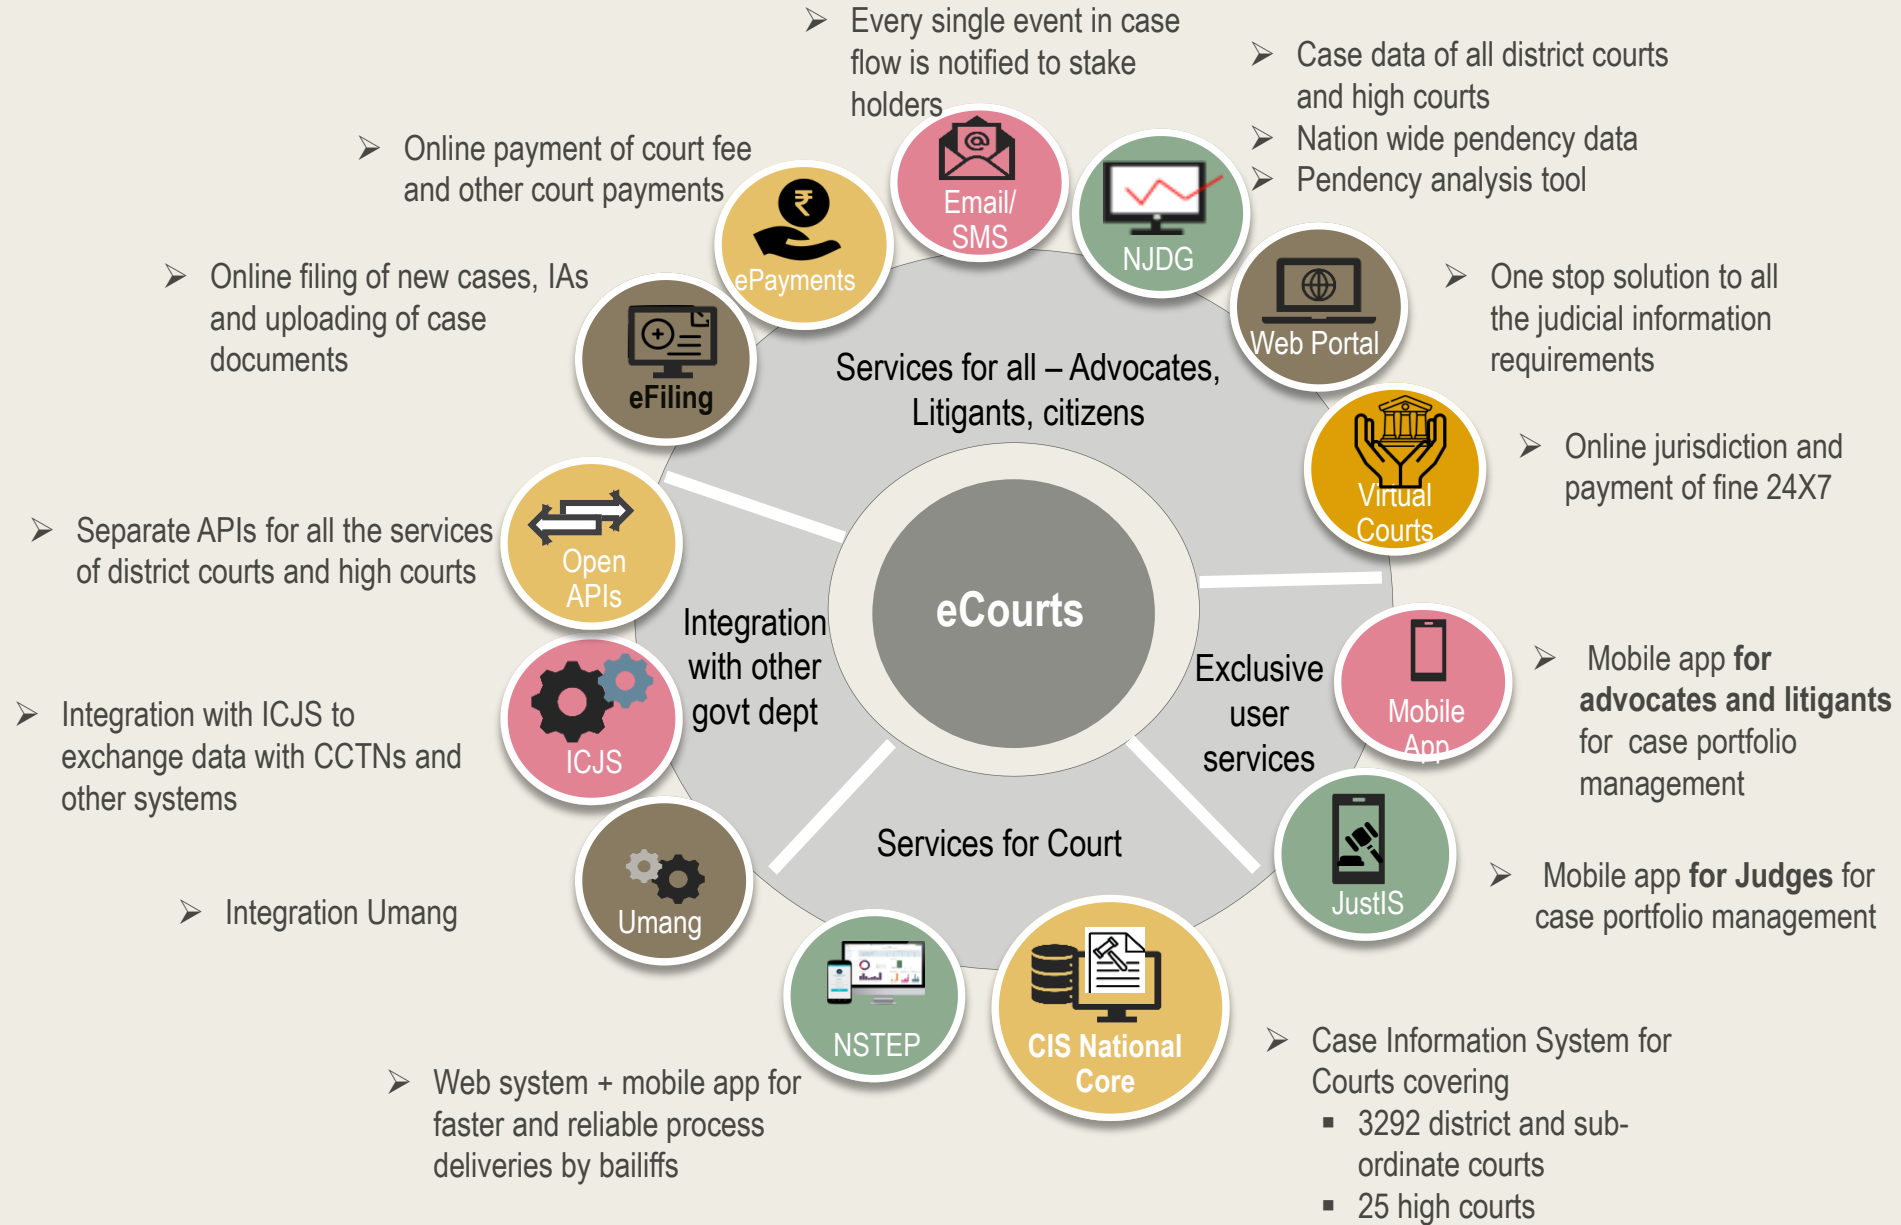 ➢ Every single event in case
flow is notified to stake
holders
➢ Case data of all district courts
and high courts
➢ Nation wide pendency data
➢ Pendency analysis tool
➢ Online payment of court fee
and other court payments
➢ Online filing of new cases, IAs
and uploading of case
documents
➢ One stop solution to all
the judicial information
requirements
➢ Online jurisdiction and
payment of fine 24X7
➢ Separate APIs for all the services
of district courts and high courts
➢ Integration with ICJS to
exchange data with CCTNs and
other systems
➢ Integration Umang
➢ Mobile app for
advocates and litigants
for case portfolio
management
➢ Mobile app for Judges for
case portfolio management
➢ Web system + mobile app for
faster and reliable process
deliveries by bailiffs
➢ Case Information System for
Courts covering
▪ 3292 district and sub-
ordinate courts
▪ 25 high courts
@
Email/
SMS
NJDG
₹
ePayments
eFiling
Web Portal
Virtual
Courts
Open
APIs
ICJS
Umang
NSTEP
CIS National
Core
JustIS
Mobile
App
Services for all – Advocates,
Litigants, citizens
Integration
with other
govt dept
eCourts
Exclusive
user
services
Services for Court